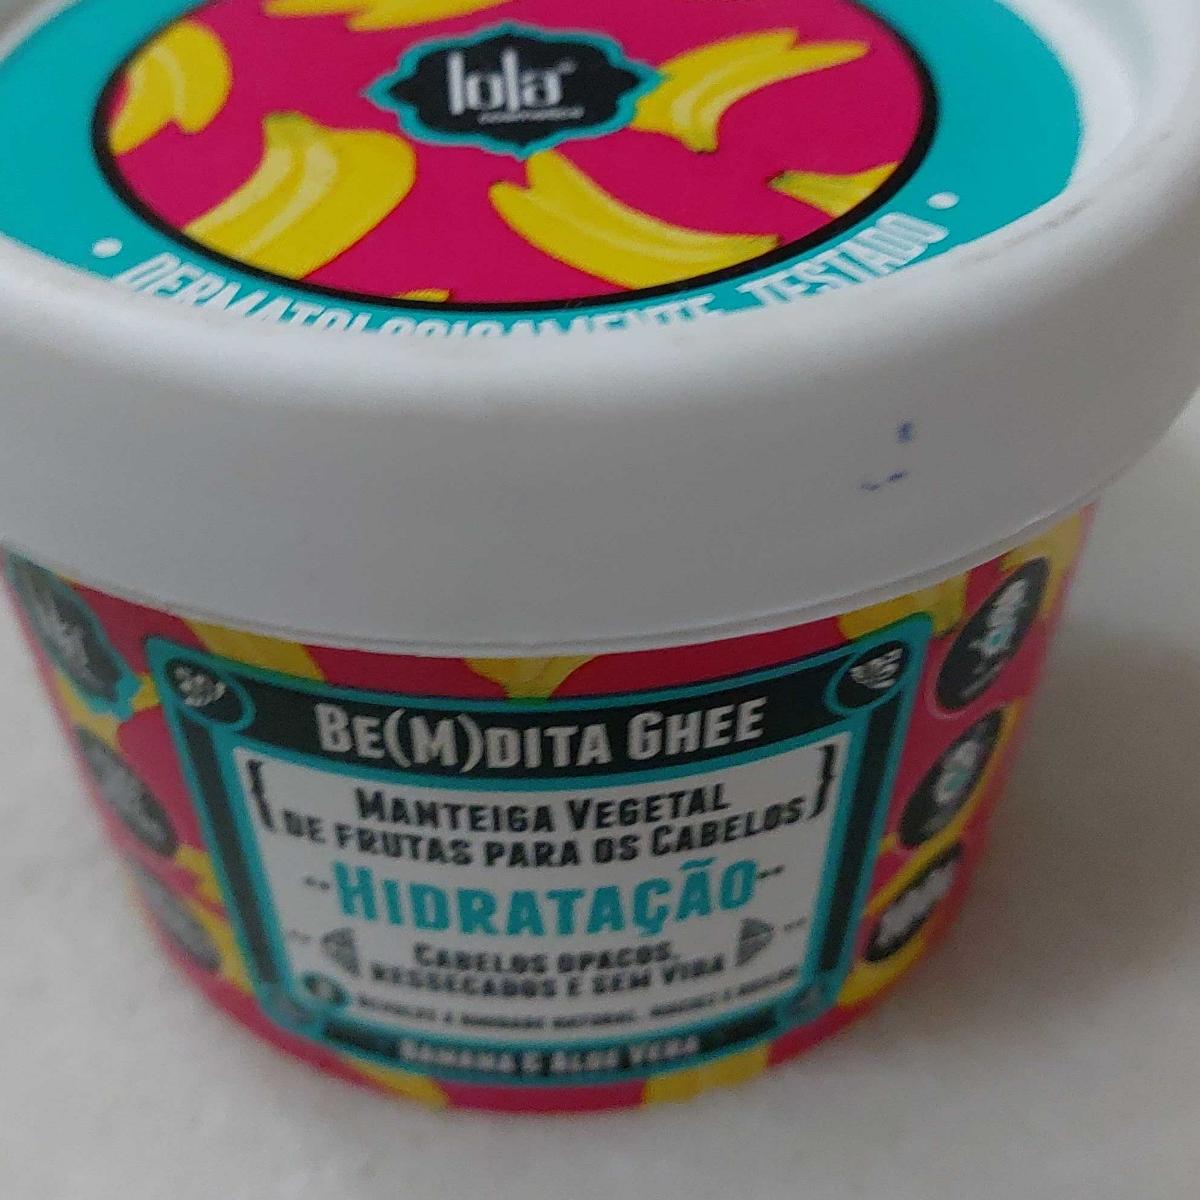 lola
DERMATOLOGICAMENTE TESTADO
BE(M)DITA GHEE
MANTEIGA VEGETAL
DE FRUTAS PARA OS CABELOS
HIDRATAÇÃO
CABELOS OPACOS,
RESSECADOS E SEM VIDA
BANANA E ALOE VERA